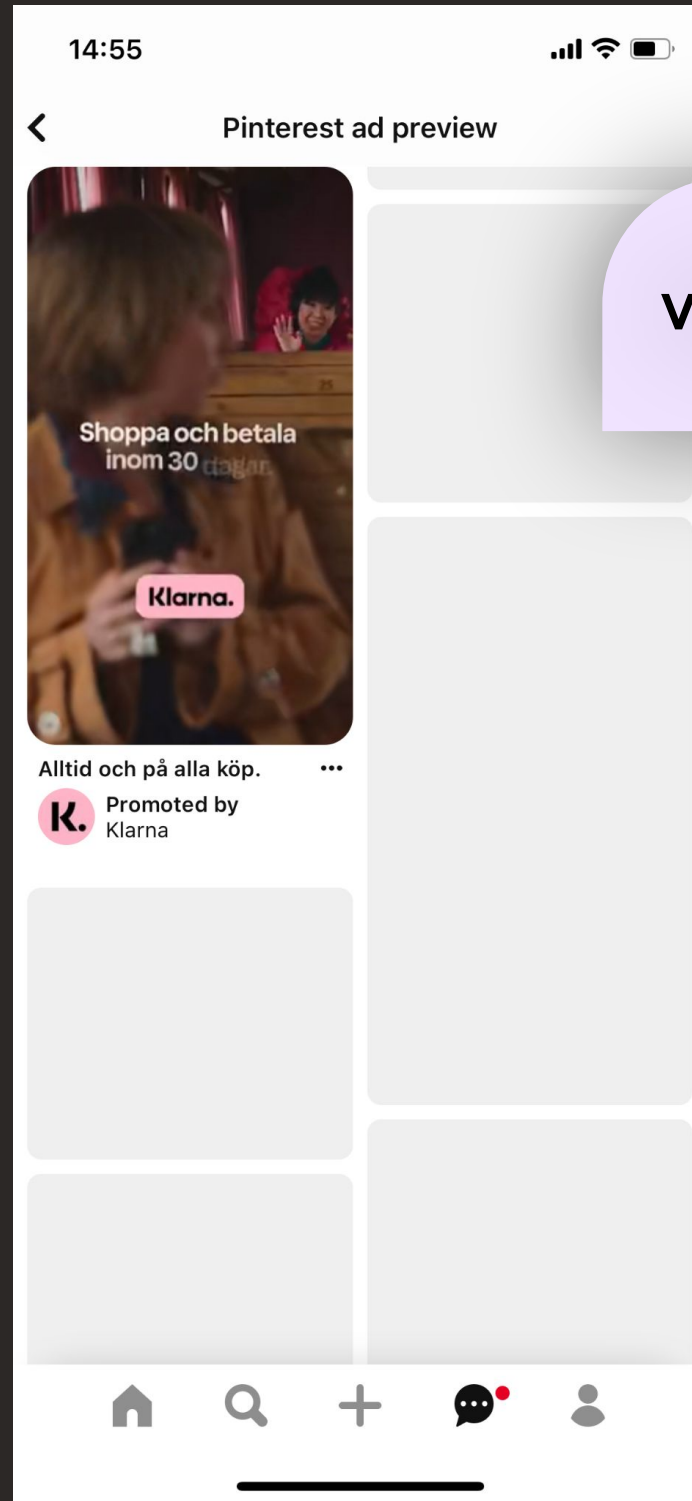 14:55
Pinterest ad preview
V
25
Shoppa och betala
inom 30 dagar.
Klarna.
Alltid och på alla köp.
K.
Promoted by
Klarna